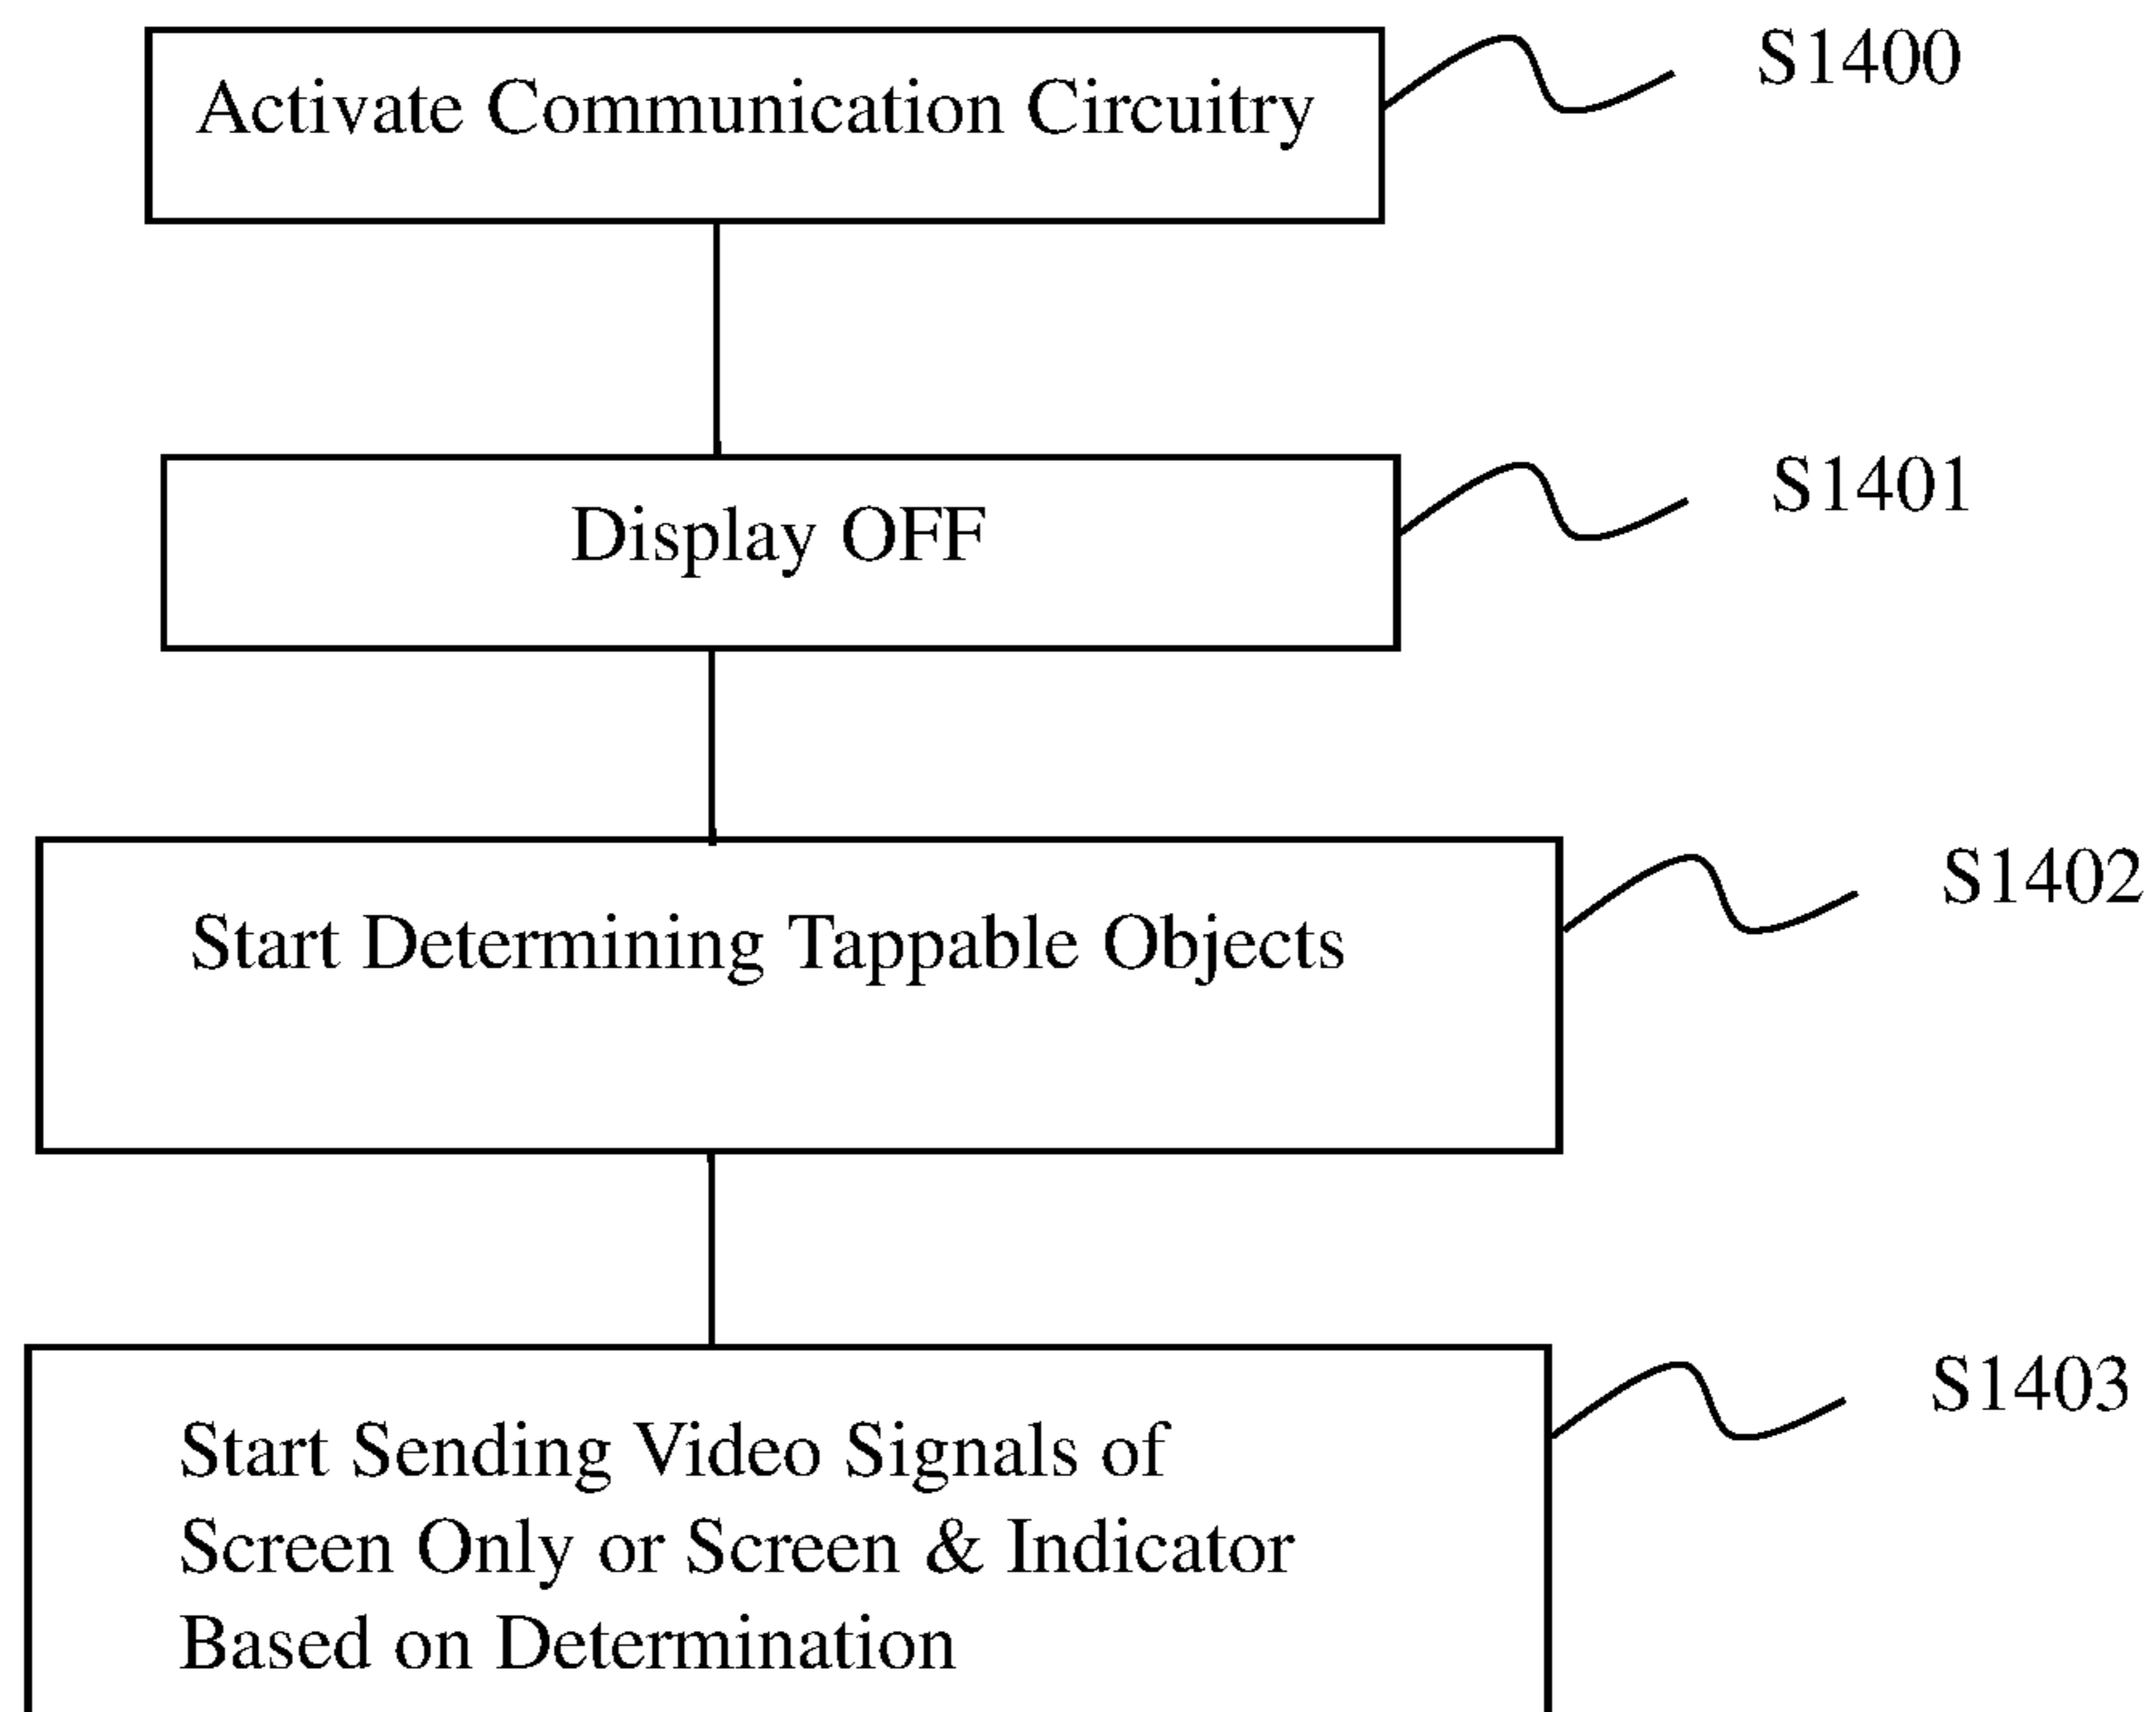 Activate Communication Circuitry
S1400
Display OFF
S1401
Start Determining Tappable Objects
S1402
Start Sending Video Signals of
Screen Only or Screen & Indicator
Based on Determination
S1403